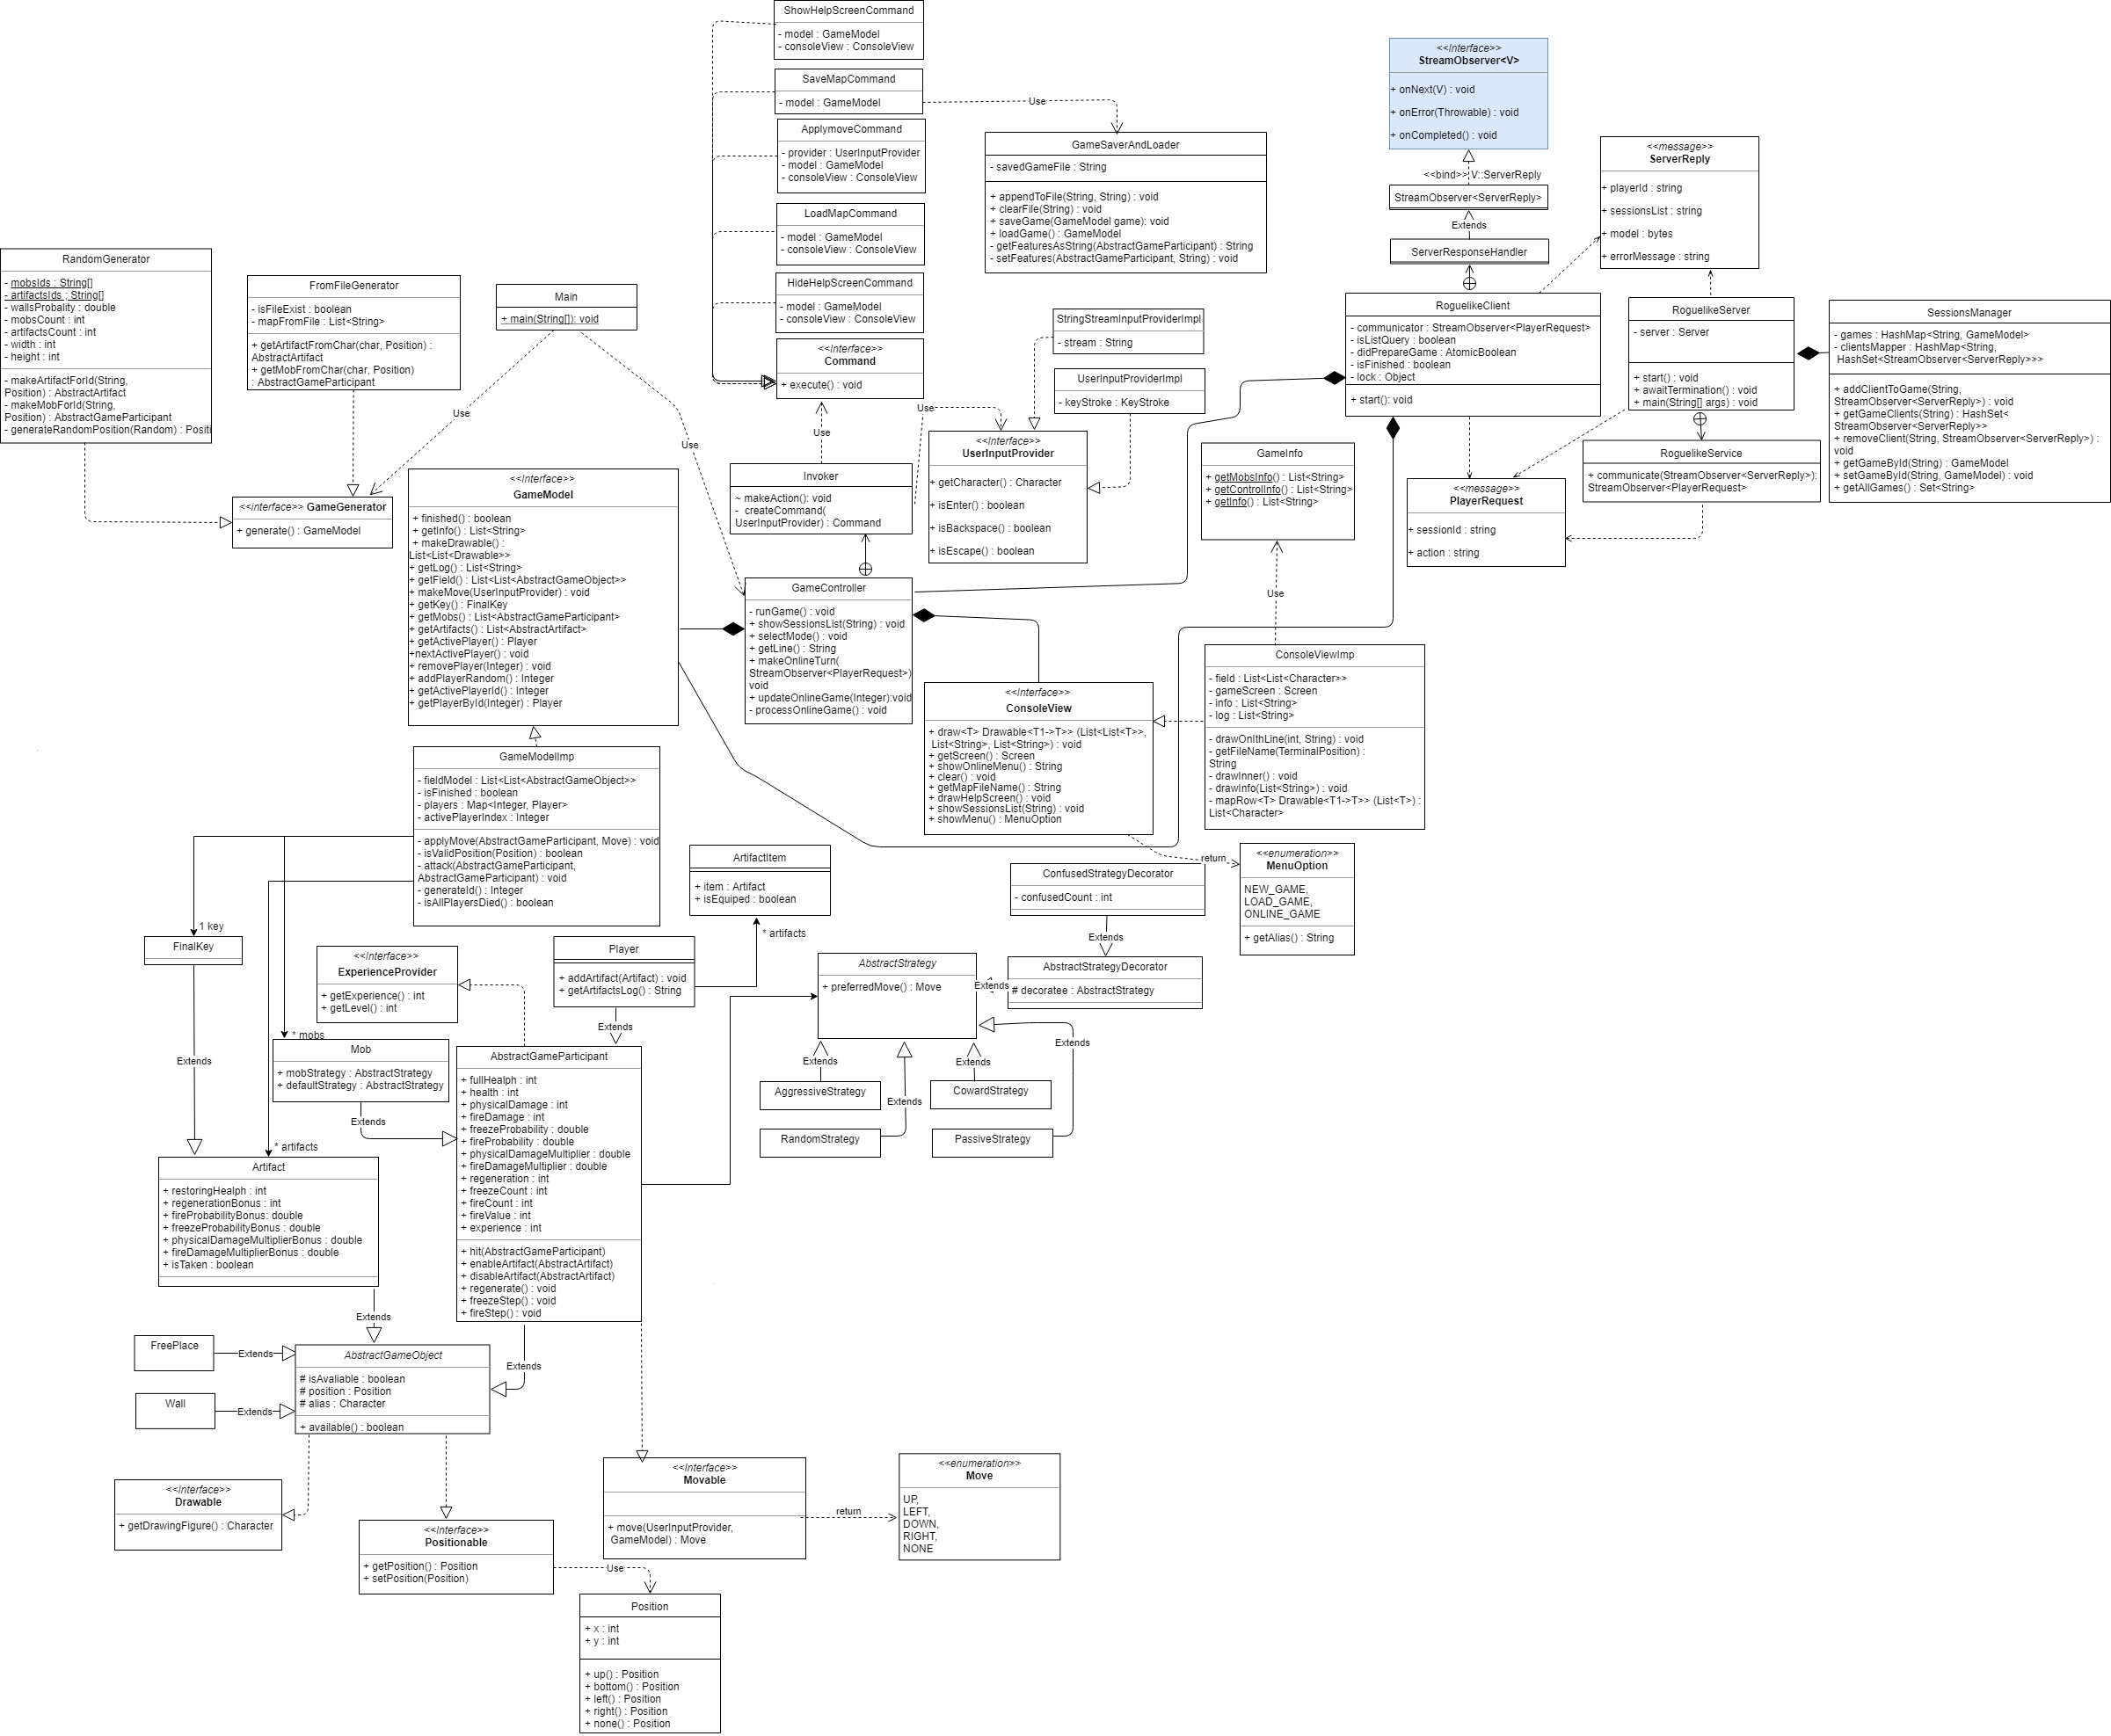 ShowHelpScreenCommand
- model : GameModel
- consoleView : ConsoleView
SaveMapCommand
- model : GameModel
Use
ApplymoveCommand
- provider : UserInputProvider
- model : GameModel
- consoleView : ConsoleView
LoadMapCommand
- model : GameModel
- consoleView : ConsoleView
HideHelpScreenCommand
- model : GameModel
- consoleView : ConsoleView
<<Interface>>
Command
+ execute() : void
GameSaverAndLoader
- savedGameFile : String
+ appendToFile(String, String) : void
+ clearFile(String) : void
+ saveGame(GameModel game): void
+ loadGame() : GameModel
- getFeaturesAsString(AbstractGameParticipant) : String
- setFeatures(AbstractGameParticipant, String) : void
<<Interface>>
StreamObserver<V>
+ onNext(V) : void
+ onError(Throwable) : void
+ onCompleted() : void
<<bind>> V::ServerReply
StreamObserver<ServerReply>
Extends
ServerResponseHandler
<<message>>
ServerReply
+ playerId : string
+ sessionsList : string
+ model : bytes
+ errorMessage : string
RoguelikeClient
- communicator : StreamObserver<PlayerRequest>
- isListQuery : boolean
- didPrepareGame : AtomicBoolean
- isFinished : boolean
- lock : Object
+ start(): void
RoguelikeServer
- server : Server
+ start() : void
+ awaitTermination() : void
+ main(String[] args) : void
SessionsManager
- games : HashMap<String, GameModel>
- clientsMapper : HashMap<String,
HashSet<StreamObserver<ServerReply>>>
+ addClientToGame(String,
StreamObserver<ServerReply>) : void
+ getGameClients(String) : HashSet<
StreamObserver<ServerReply>>
+ removeClient(String, StreamObserver<ServerReply>) :
void
+ getGameById(String) : GameModel
+ setGameById(String, GameModel) : void
+ getAllGames() : Set<String>
RoguelikeService
+ communicate(StreamObserver<ServerReply>):
StreamObserver<PlayerRequest>
<<message>>
PlayerRequest
+ sessionId : string
+ action : string
RandomGenerator
- mobsIds : String[]
- artifactsIds : String[]
- wallsProbality : double
- mobsCount : int
- artifactsCount : int
- width : int
- height : int
- makeArtifactForId(String,
Position) : AbstractArtifact
- makeMobForId(String,
Position) : AbstractGameParticipant
- generateRandomPosition(Random) : Positi
FromFileGenerator
- isFileExist : boolean
- mapFromFile : List<String>
+ getArtifactFromChar(char, Position) :
AbstractArtifact
+ getMobFromChar(char, Position)
: AbstractGameParticipant
Main
+ main(String[]): void
Use
Use
<<interface>> GameGenerator
+ generate() : GameModel
StringStreamInputProviderImpl
- stream : String
UserInputProviderImpl
- keyStroke : KeyStroke
Use
Use
<<Interface>>
UserInputProvider
+ getCharacter() : Character
+ isEnter() : boolean
+ isBackspace() : boolean
+ isEscape() : boolean
Invoker
~ makeAction(): void
- createCommand(
UserInputProvider) : Command
GameInfo
+ getMobsInfo() : List<String>
+ getControlInfo() : List<String>
+ getInfo() : List<String>
Use
<<Interface>>
GameModel
+ finished() : boolean
+ getInfo() : List<String>
+ makeDrawable() :
List<List<Drawable>>
+ getLog() : List<String>
+ getField() : List<List<AbstractGameObject>>
+ makeMove(UserInputProvider) : void
+ getKey() : FinalKey
+ getMobs() : List<AbstractGameParticipant>
+ getArtifacts() : List<AbstractArtifact>
+ getActivePlayer() : Player
+nextActivePlayer() : void
+ removePlayer(Integer) : void
+ addPlayerRandom() : Integer
+ getActivePlayerId() : Integer
+ getPlayerById(Integer) : Player
GameController
- runGame() : void
+ showSessionsList(String) : void
+ selectMode() : void
+ getLine() : String
+ makeOnlineTurn(
StreamObserver<PlayerRequest>)
void
+ updateOnlineGame(Integer):void
- processOnlineGame() : void
<<Interface>>
ConsoleView
+ draw<T> Drawable<T1->T>> (List<List<T>>,
List<String>, List<String>) : void
+ getScreen() : Screen
+ showOnlineMenu() : String
+ clear() : void
+ getMapFileName() : String
+ drawHelpScreen() : void
+ showSessionsList(String) : void
+ showMenu() : MenuOption
ConsoleViewImp
- field : List<List<Character>>
- gameScreen : Screen
- info : List<String>
- log : List<String>
- drawOnIthLine(int, String) : void
- getFileName(TerminalPosition) :
String
- drawInner() : void
- drawInfo(List<String>) : void
- mapRow<T> Drawable<T1->T>> (List<T>) :
List<Character>
return
<<enumeration>>
MenuOption
NEW_GAME,
LOAD_GAME,
ONLINE_GAME
+ getAlias() : String
GameModelImp
- fieldModel : List<List<AbstractGameObject>>
- isFinished : boolean
- players : Map<Integer, Player>
- activePlayerIndex : Integer
- applyMove(AbstractGameParticipant, Move) : void
- isValidPosition(Position) : boolean
- attack(AbstractGameParticipant,
AbstractGameParticipant) : void
- generateId() : Integer
- isAllPlayersDied() : boolean
ArtifactItem
+ item : Artifact
+ isEquiped : boolean
* artifacts
1 key
FinalKey
<<Interface>>
ExperienceProvider
+ getExperience() : int
+ getLevel() : int
Player
+ addArtifact(Artifact) : void
+ getArtifactsLog() : String
Extends
ConfusedStrategyDecorator
- confusedCount : int
Extends
AbstractStrategyDecorator
# decoratee : AbstractStrategy
Extends
AbstractStrategy
+ preferredMove() : Move
Extends
Extends
Extends
Extends
AggressiveStrategy
CowardStrategy
RandomStrategy
PassiveStrategy
* mobs
Mob
+ mobStrategy : AbstractStrategy
+ defaultStrategy : AbstractStrategy
Extends
Extends
AbstractGameParticipant
+ fullHealph : int
+ health : int
+ physicalDamage : int
+ fireDamage : int
+ freezeProbability : double
+ fireProbability : double
+ physicalDamageMultiplier : double
+ fireDamageMultiplier : double
+ regeneration : int
+ freezeCount : int
+ fireCount : int
+ fireValue : int
+ experience : int
+ hit(AbstractGameParticipant)
+ enableArtifact(AbstractArtifact)
+ disableArtifact(AbstractArtifact)
+ regenerate() : void
+ freezeStep() : void
+ fireStep() : void
* artifacts
Artifact
+ restoringHealph : int
+ regenerationBonus : int
+ fireProbabilityBonus: double
+ freezeProbabilityBonus : double
+ physicalDamageMultiplierBonus : double
+ fireDamageMultiplierBonus : double
+ isTaken : boolean
Extends
Extends
FreePlace
Extends
Wall
Extends
AbstractGameObject
# isAvaliable : boolean
# position : Position
# alias : Character
+ available() : boolean
<<Interface>>
Drawable
+ getDrawingFigure() : Character
<<Interface>>
Positionable
+ getPosition() : Position
+ setPosition(Position)
Use
<<Interface>>
Movable
+ move(UserInputProvider,
GameModel) : Move
return
<<enumeration>>
Move
UP,
LEFT,
DOWN,
RIGHT,
NONE
Position
+ x : int
+ y : int
+ up() : Position
+ bottom() : Position
+ left() : Position
+ right() : Position
+ none() : Position